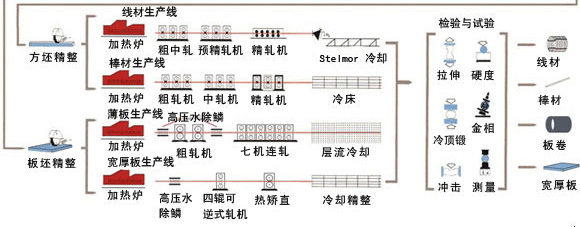 线材生产线
加热炉 粗中轧 预精轧机 精轧机 Stelmor 冷却
方坯精整
棒材生产线
加热炉 粗轧机 中轧机 精轧机 冷床
薄板生产线
高压水除鳞
加热炉 粗轧机 七机连轧 层流冷却
板坯精整
宽厚板生产线
加热炉 高压水除鳞 四辊可逆式轧机 热矫直 冷却精整
检验与试验
拉伸 硬度
冷顶锻 金相
冲击 测量
线材
棒材
板卷
宽厚板